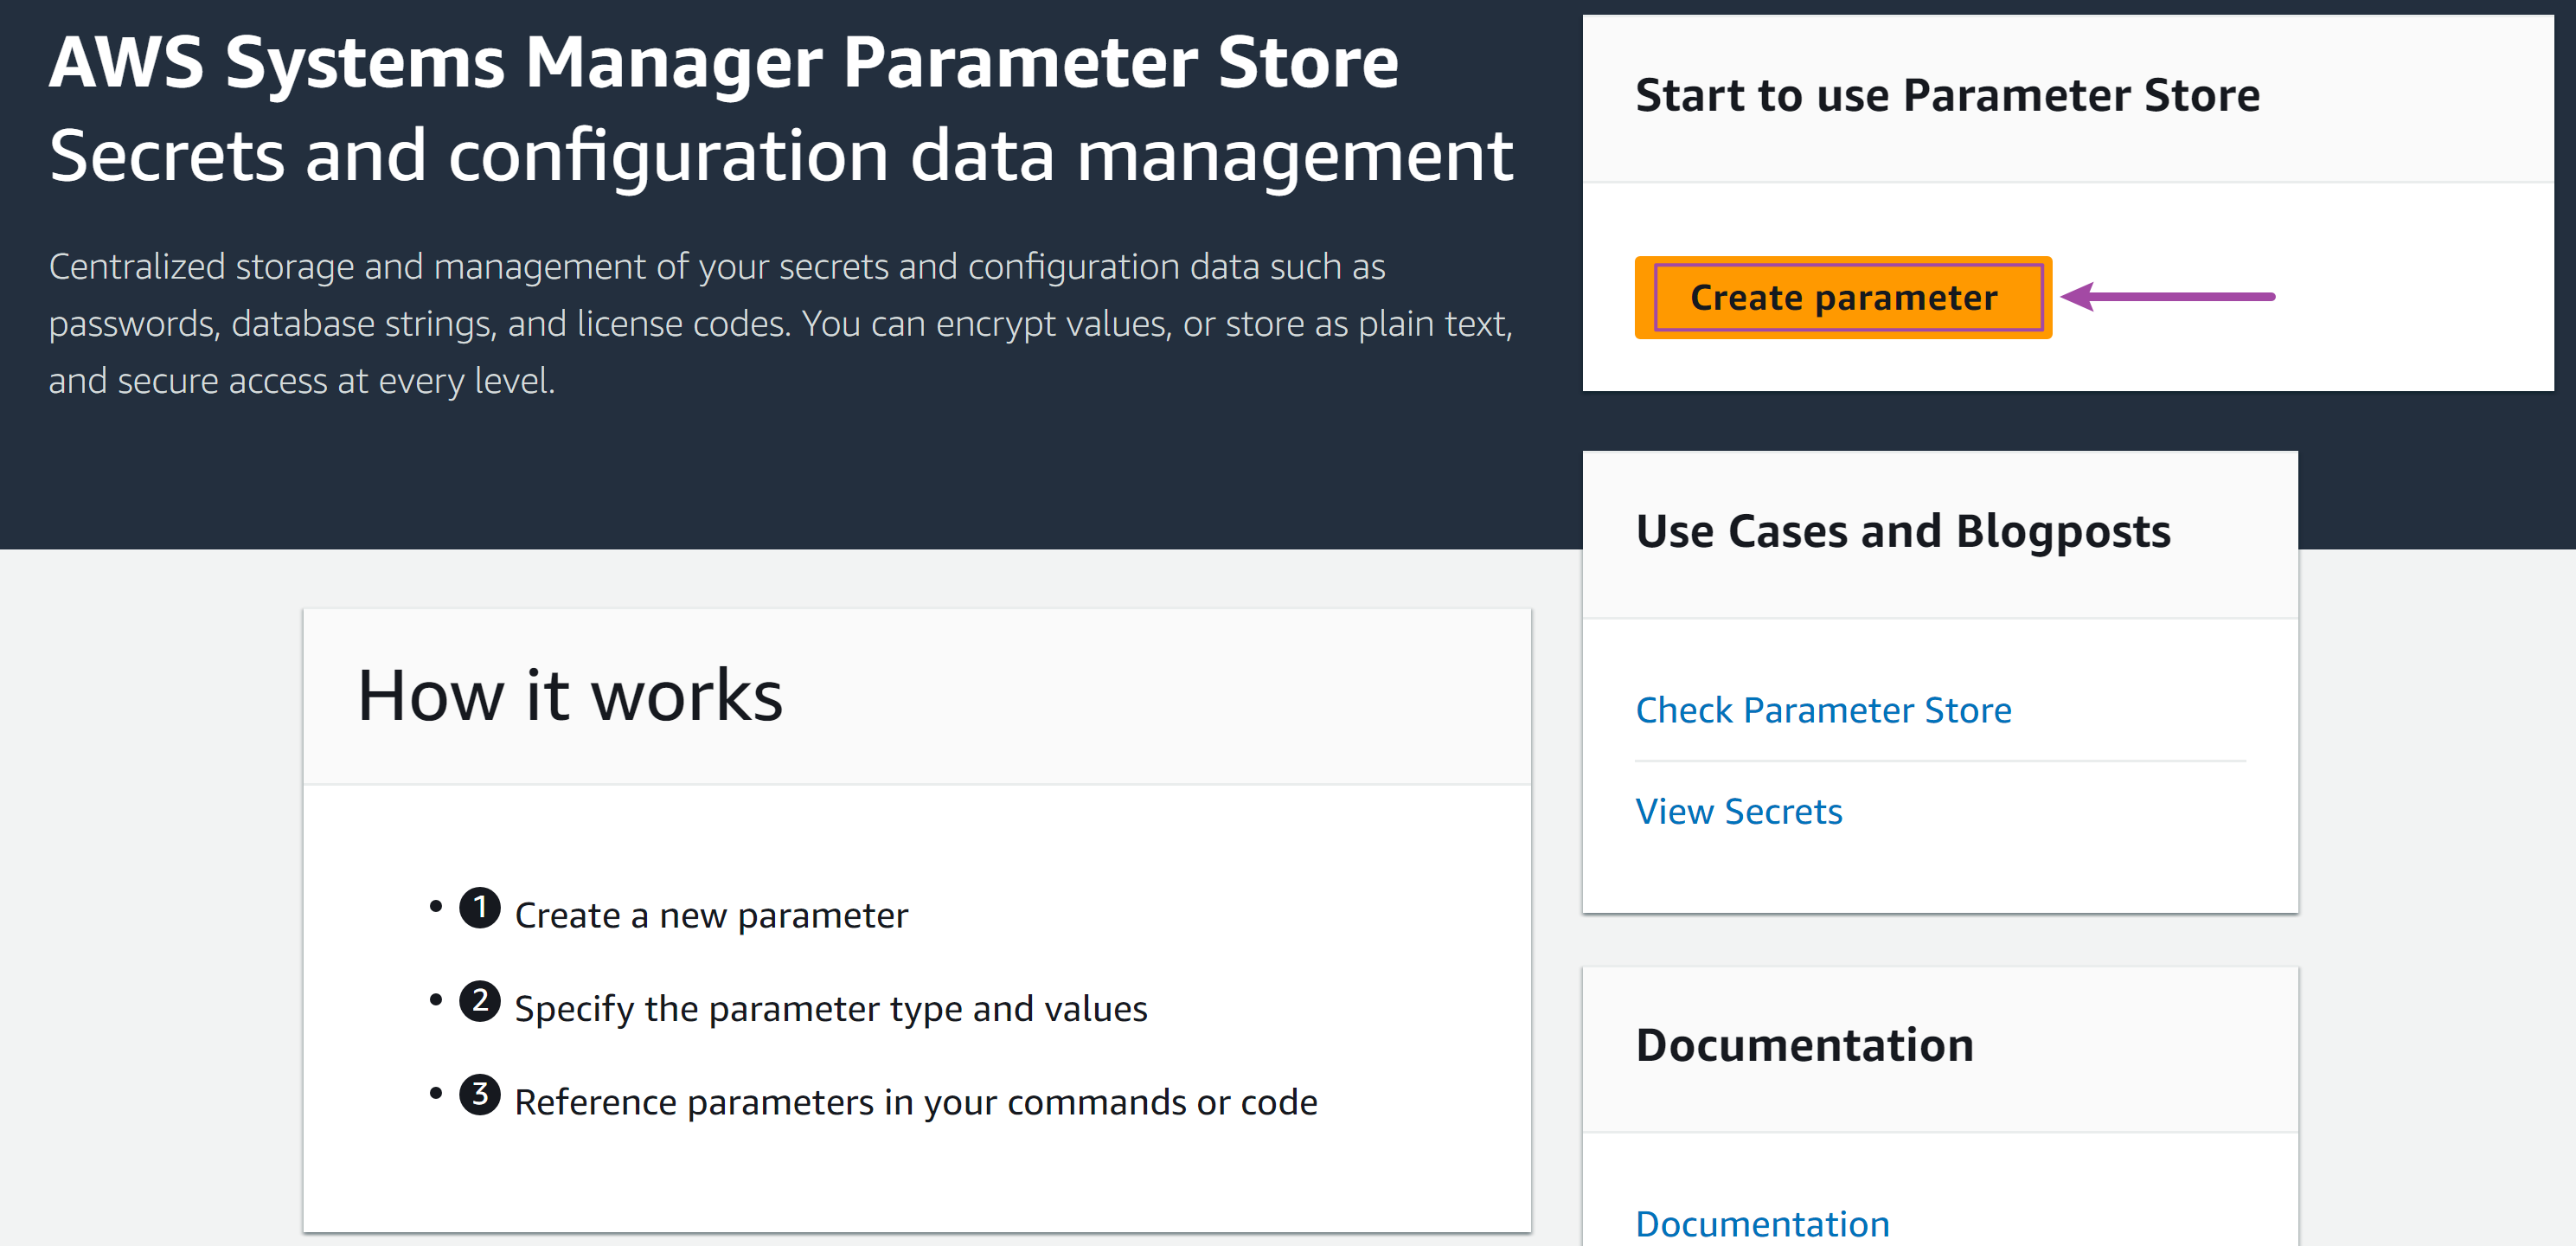 AWS Systems Manager Parameter Store
Secrets and configuration data management
Centralized storage and management of your secrets and configuration data such as
passwords, database strings, and license codes. You can encrypt values, or store as plain text,
and secure access at every level.
Start to use Parameter Store
Create parameter
Use Cases and Blogposts
Check Parameter Store
View Secrets
How it works
1 Create a new parameter
2 Specify the parameter type and values
3 Reference parameters in your commands or code
Documentation
Documentation